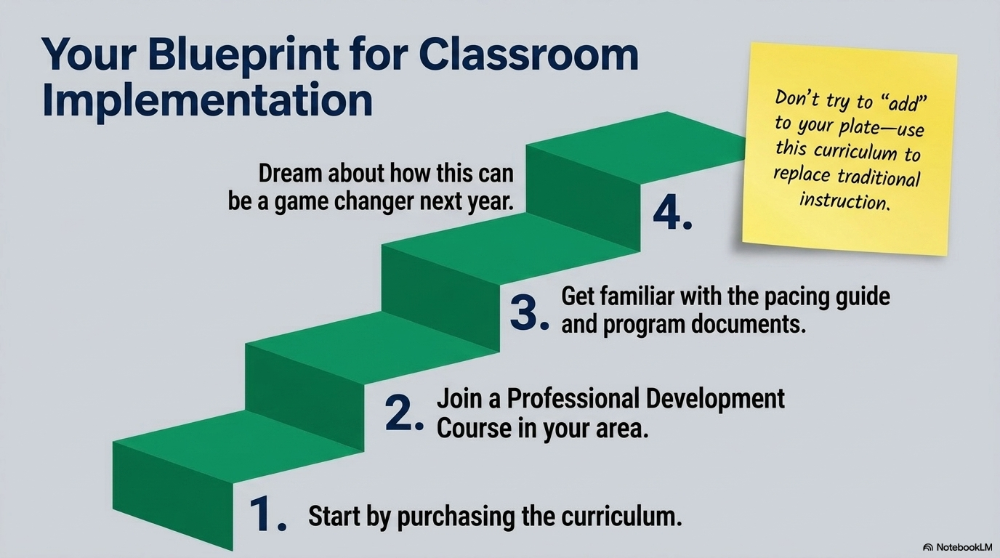 Your Blueprint for Classroom
Implementation
Don't try to “add”
to your plate—use
this curriculum to
replace traditional
instruction.
Dream about how this can
be a game changer next year.
4.
3. Get familiar with the pacing guide
and program documents.
2. Join a Professional Development
Course in your area.
1. Start by purchasing the curriculum.
NotebookLM